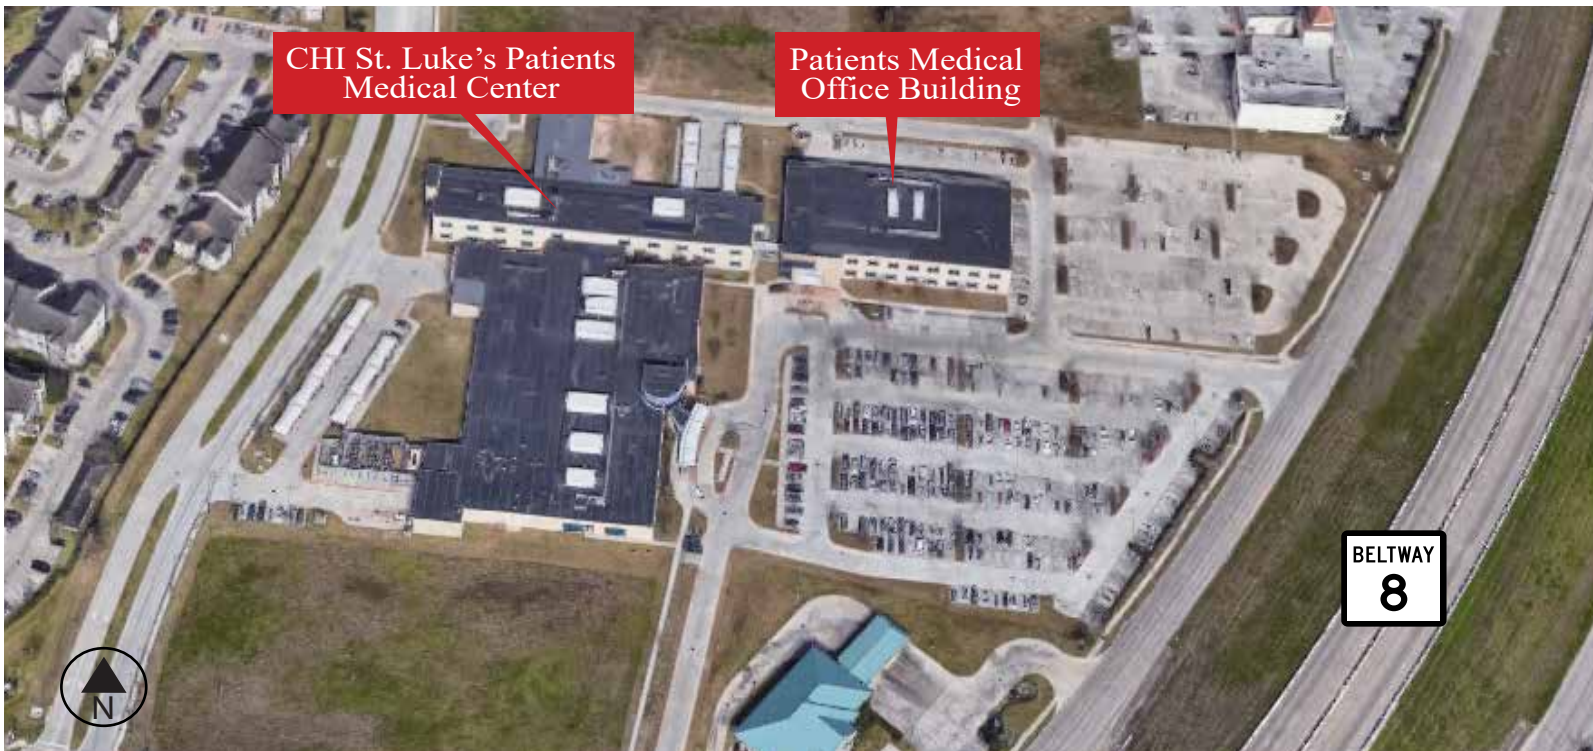 CHI St. Luke's Patients
Medical Center
Patients Medical
Office Building
BELTWAY
8
N